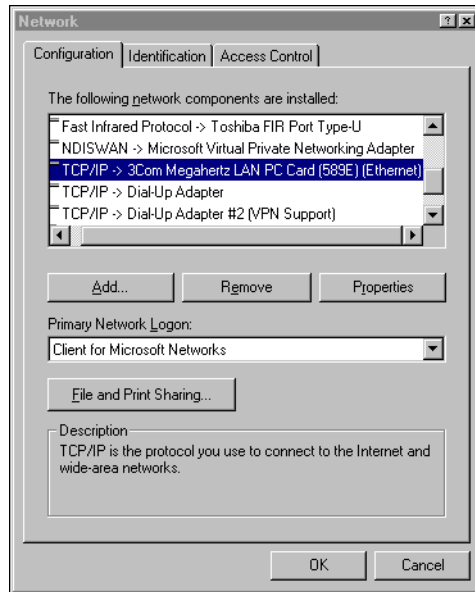 Network
Configuration Identification Access Control
The following network components are installed:
Fast Infrared Protocol -> Toshiba FIR Port Type-U
NDISWAN -> Microsoft Virtual Private Networking Adapter
TCP/IP -> 3Com Megahertz LAN PC Card (589E) (Ethernet)
TCP/IP -> Dial-Up Adapter
TCP/IP -> Dial-Up Adapter #2 (VPN Support)
Add... Remove Properties
Primary Network Logon:
Client for Microsoft Networks
File and Print Sharing...
Description
TCP/IP is the protocol you use to connect to the Internet and
wide-area networks.
OK Cancel